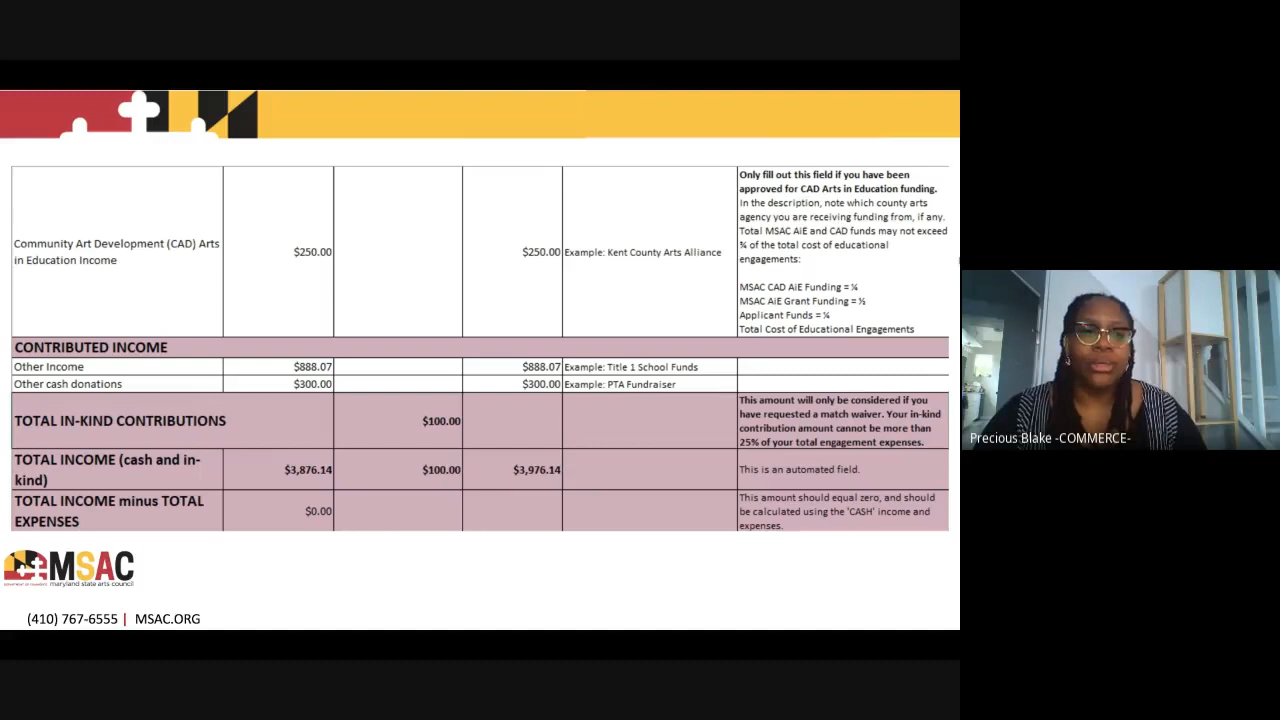 Community Art Development (CAD) Arts
in Education Income
$250.00
$250.00
Example: Kent County Arts Alliance
Only fill out this field if you have been
approved for CAD Arts in Education funding.
In the description, note which county arts
agency you are receiving funding from, if any.
Total MSAC AiE and CAD funds may not exceed
¾ of the total cost of educational
engagements:
MSAC CAD AiE Funding = ¼
MSAC AiE Grant Funding = ½
Applicant Funds = ¼
Total Cost of Educational Engagements
CONTRIBUTED INCOME
Other Income $888.07 $888.07 Example: Title 1 School Funds
Other cash donations $300.00 $300.00 Example: PTA Fundraiser
TOTAL IN-KIND CONTRIBUTIONS
$100.00
This amount will only be considered if you
have requested a match waiver. Your in-kind
contribution amount cannot be more than
25% of your total engagement expenses.
TOTAL INCOME (cash and in-
kind)
$3,876.14 $100.00 $3,976.14
This is an automated field.
TOTAL INCOME minus TOTAL
EXPENSES
$0.00
This amount should equal zero, and should
be calculated using the 'CASH' income and
expenses.
MSAC
DEPARTMENT OF COMMERCE maryland state arts council
(410) 767-6555 | MSAC.ORG
Precious Blake -COMMERCE-